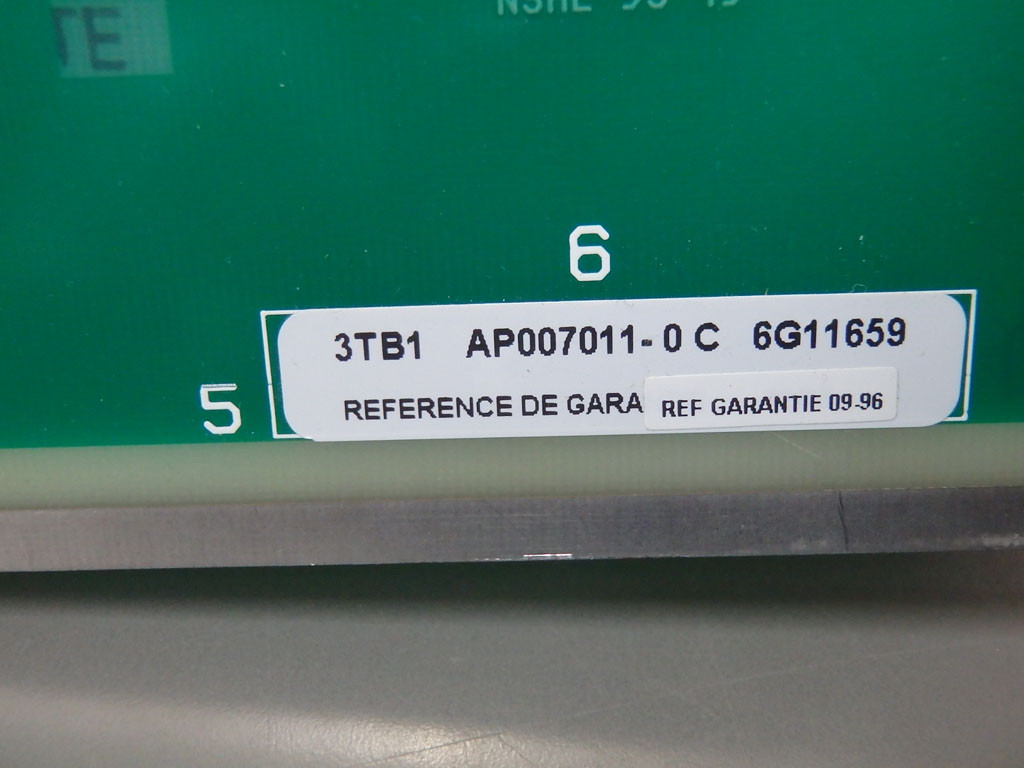 TE
6
3TB1 AP007011-0 C 6G11659
5
REFERENCE DE GARA REF GARANTIE 09-96